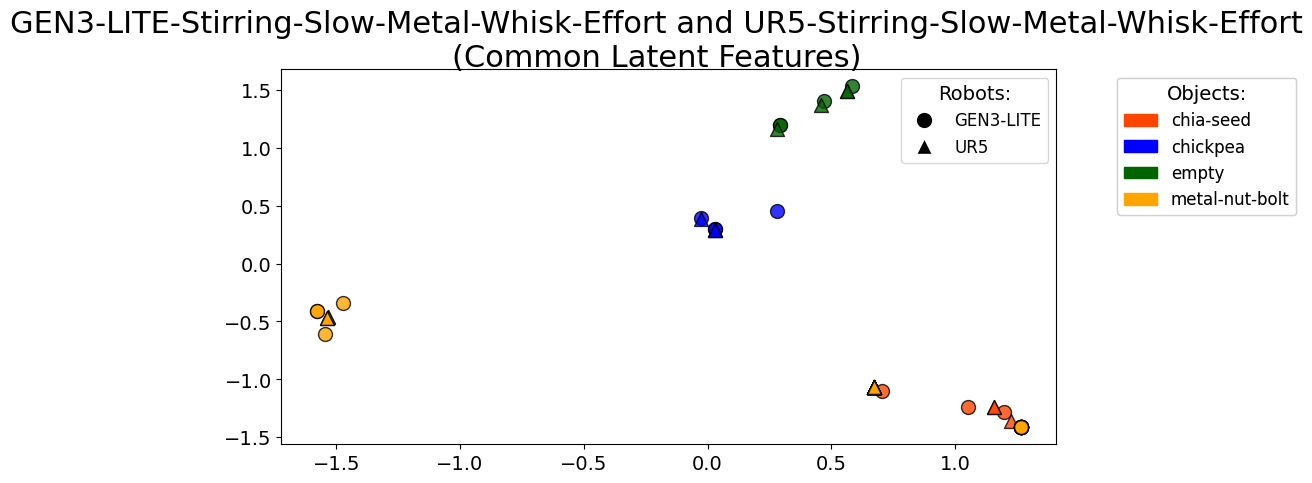 GEN3-LITE-Stirring-Slow-Metal-Whisk-Effort and UR5-Stirring-Slow-Metal-Whisk-Effort
(Common Latent Features)
Robots:
GEN3-LITE
UR5
Objects:
chia-seed
chickpea
empty
metal-nut-bolt
1.5
1.0
0.5
0.0
−0.5
−1.0
−1.5
−1.5
−1.0
−0.5
0.0
0.5
1.0